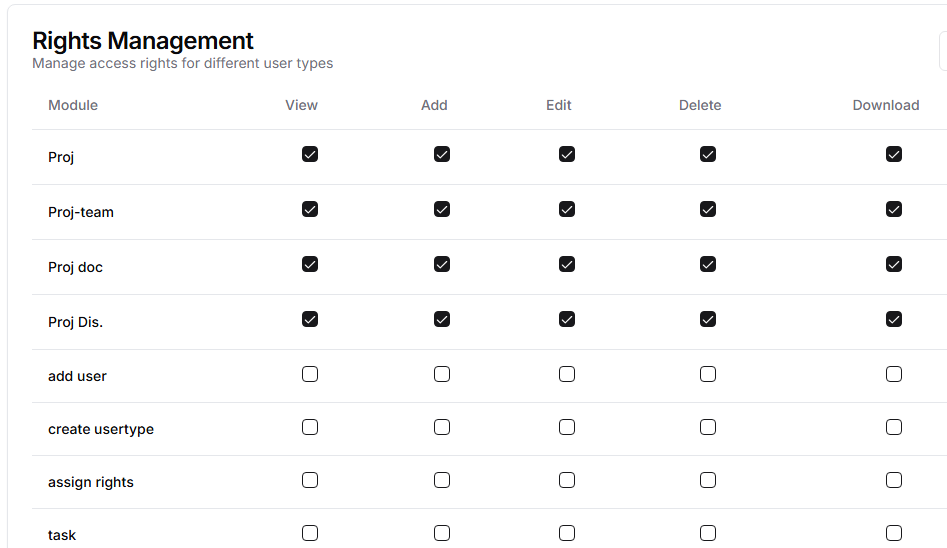 Rights Management
Manage access rights for different user types
Module View Add Edit Delete Download
Proj
Proj-team
Proj doc
Proj Dis.
add user
create usertype
assign rights
task